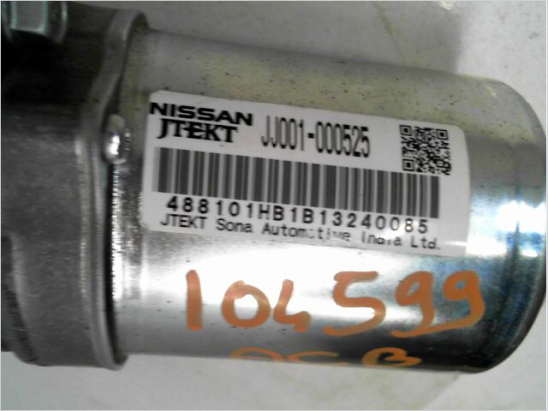 NISSAN
JTEKT JJ001-000525
488101HB1B13240085
JTEKT Sona Automotive India Ltd.
104599